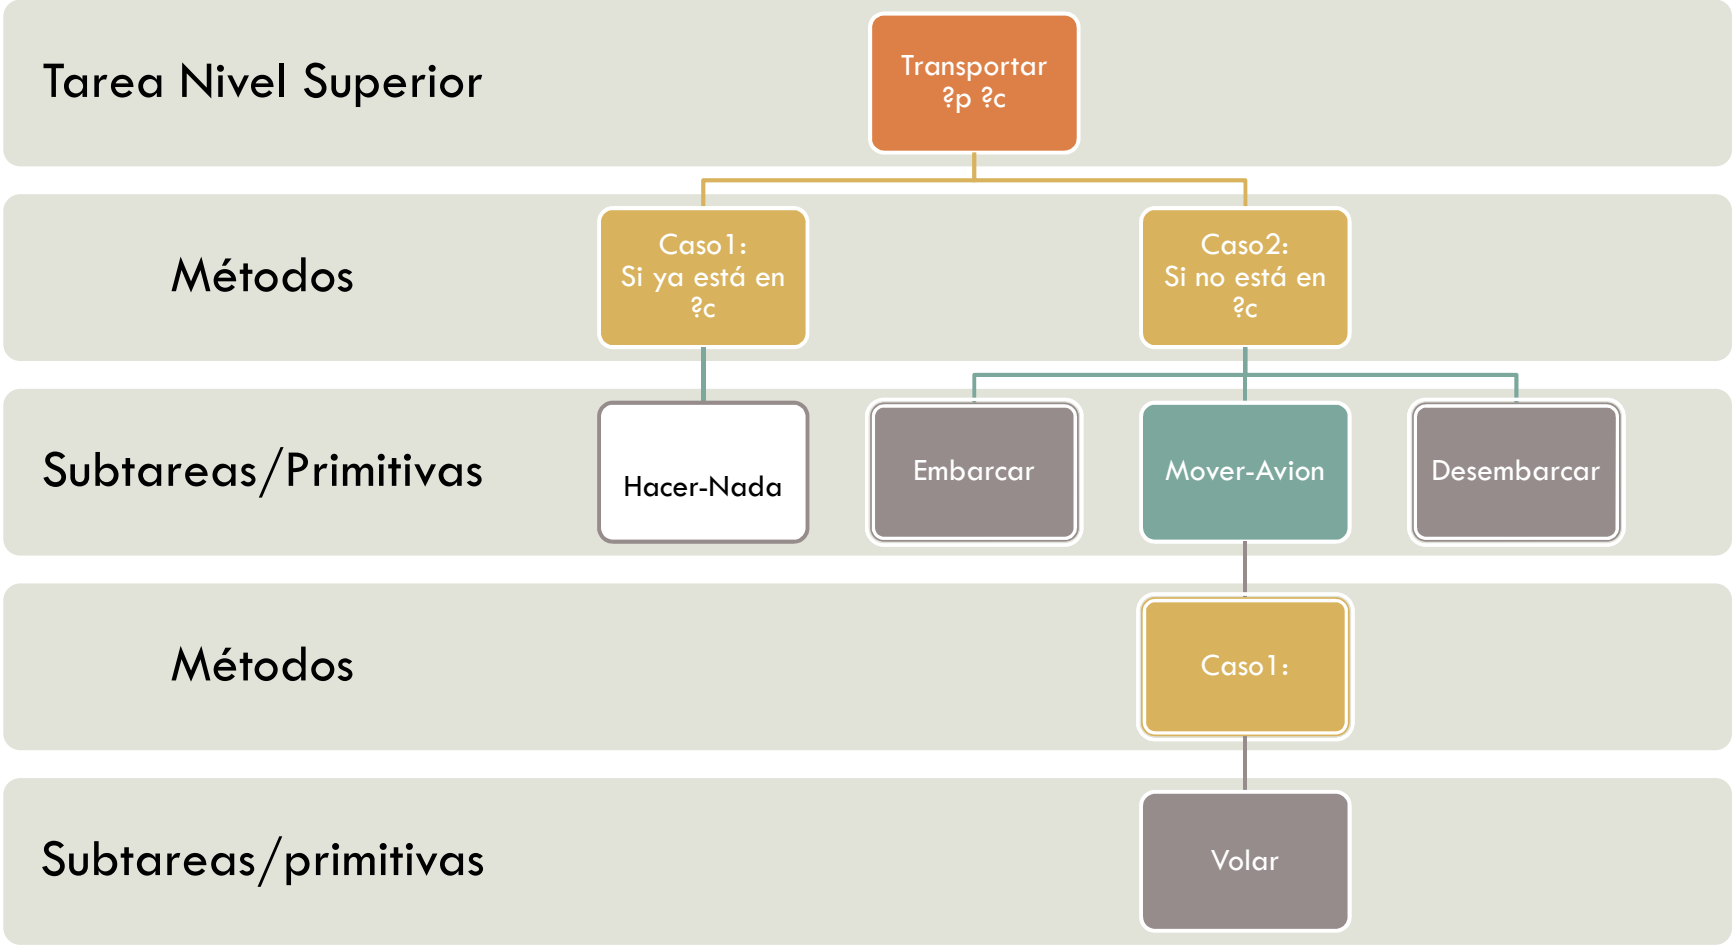 Tarea Nivel Superior
Transportar
?p ?c
Métodos
Caso1:
Si ya está en
?c
Caso2:
Si no está en
?c
Subtareas/Primitivas
Hacer-Nada
Embarcar
Mover-Avion
Desembarcar
Métodos
Caso1:
Subtareas/primitivas
Volar